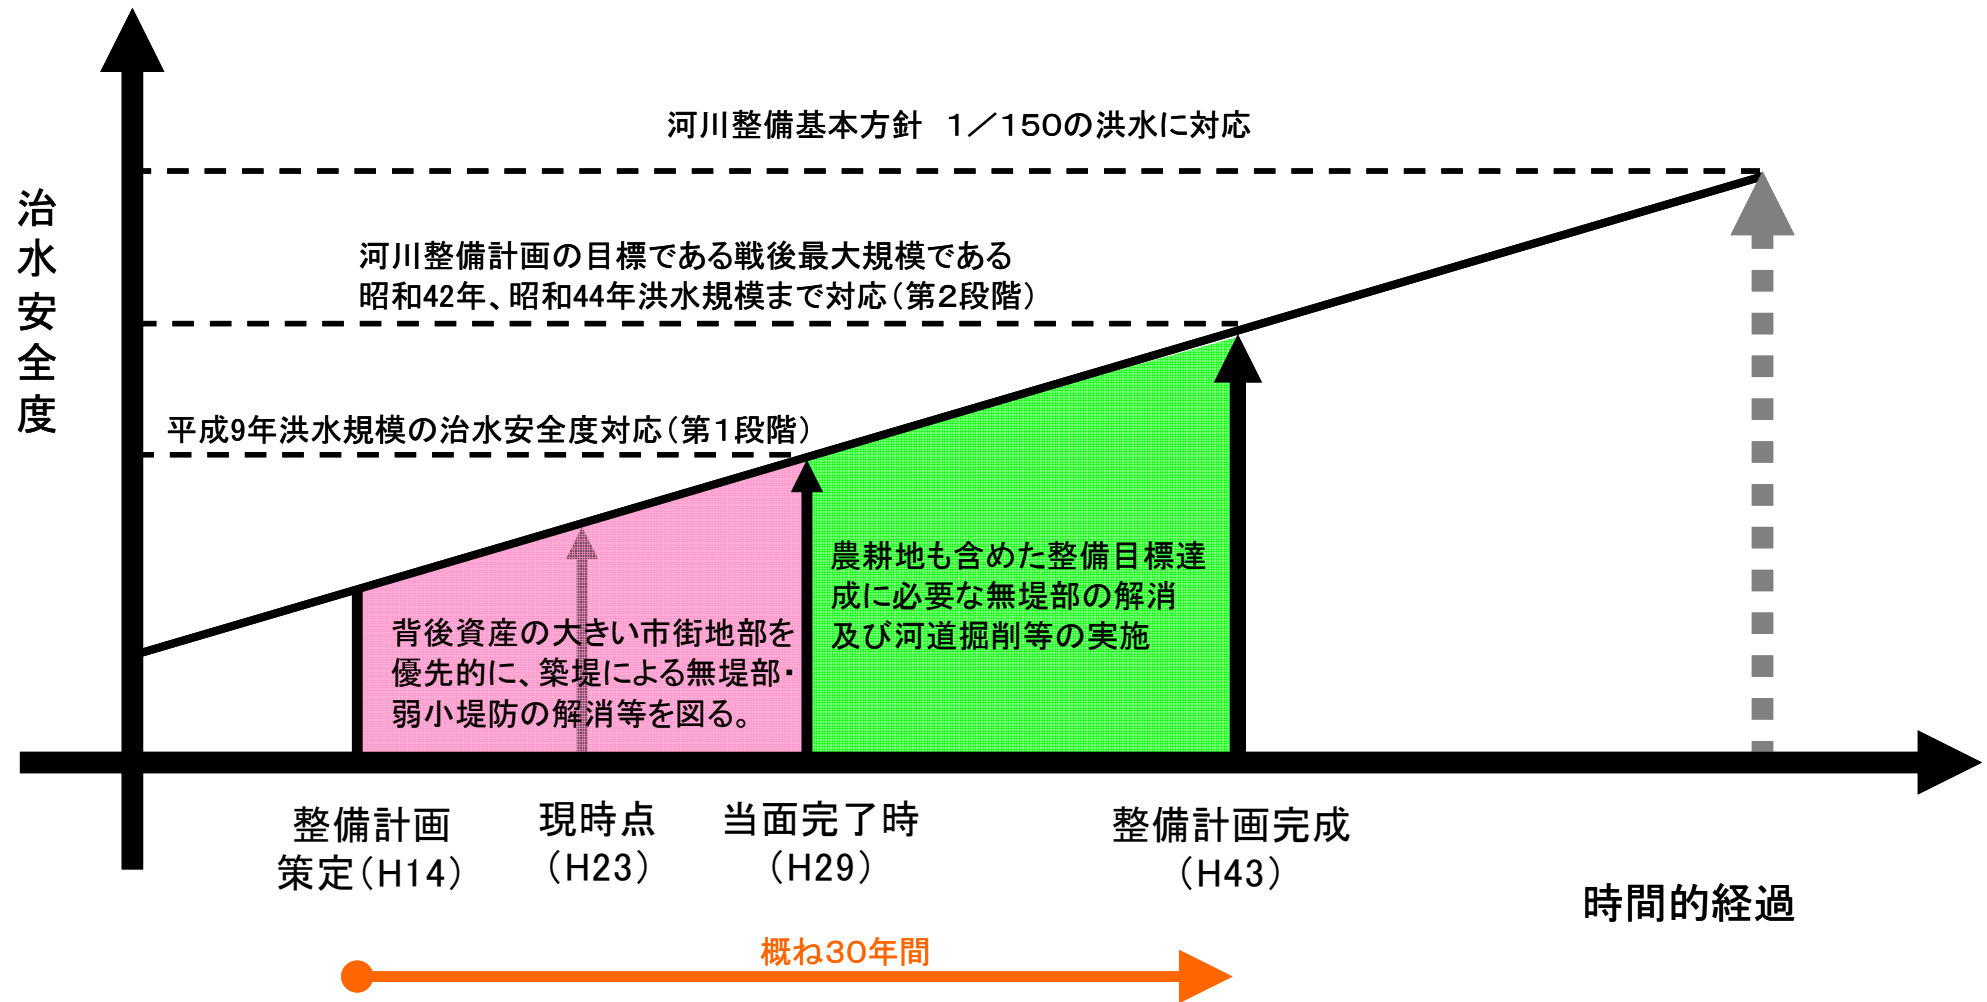 河川整備基本方針　１／１５０の洪水に対応
治水安全度
河川整備計画の目標である戦後最大規模である
昭和42年、昭和44年洪水規模まで対応（第２段階）
平成9年洪水規模の治水安全度対応（第１段階）
農耕地も含めた整備目標達
成に必要な無堤部の解消
及び河道掘削等の実施
背後資産の大きい市街地部を
優先的に、築堤による無堤部・
弱小堤防の解消等を図る。
整備計画
策定（H14）
現時点
（H23）
当面完了時
（H29）
整備計画完成
（H43）
時間的経過
概ね３０年間